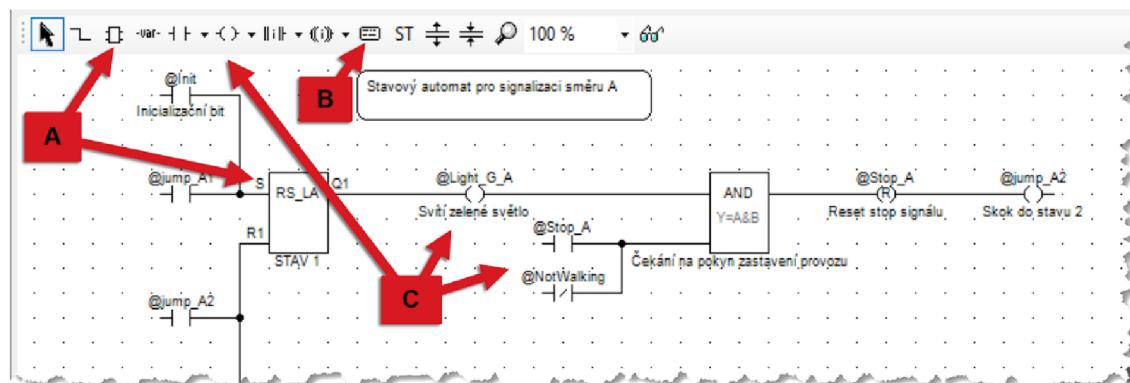 -var-
ST
100 %
@Init
Stavový automat pro signalizaci směru A
B
Inicializační bit
A
@jump_A1
S
RS_LA
Q1
@Light_G_A
AND
Y=A&B
@Stop_A
(R)
@jump_A2
Svítí zelené světlo
Reset stop signálu
Skok do stavu 2
@Stop_A
R1
STAV 1
Čekání na pokyn zastavení provozu
@NotWalking
C
@jump_A2